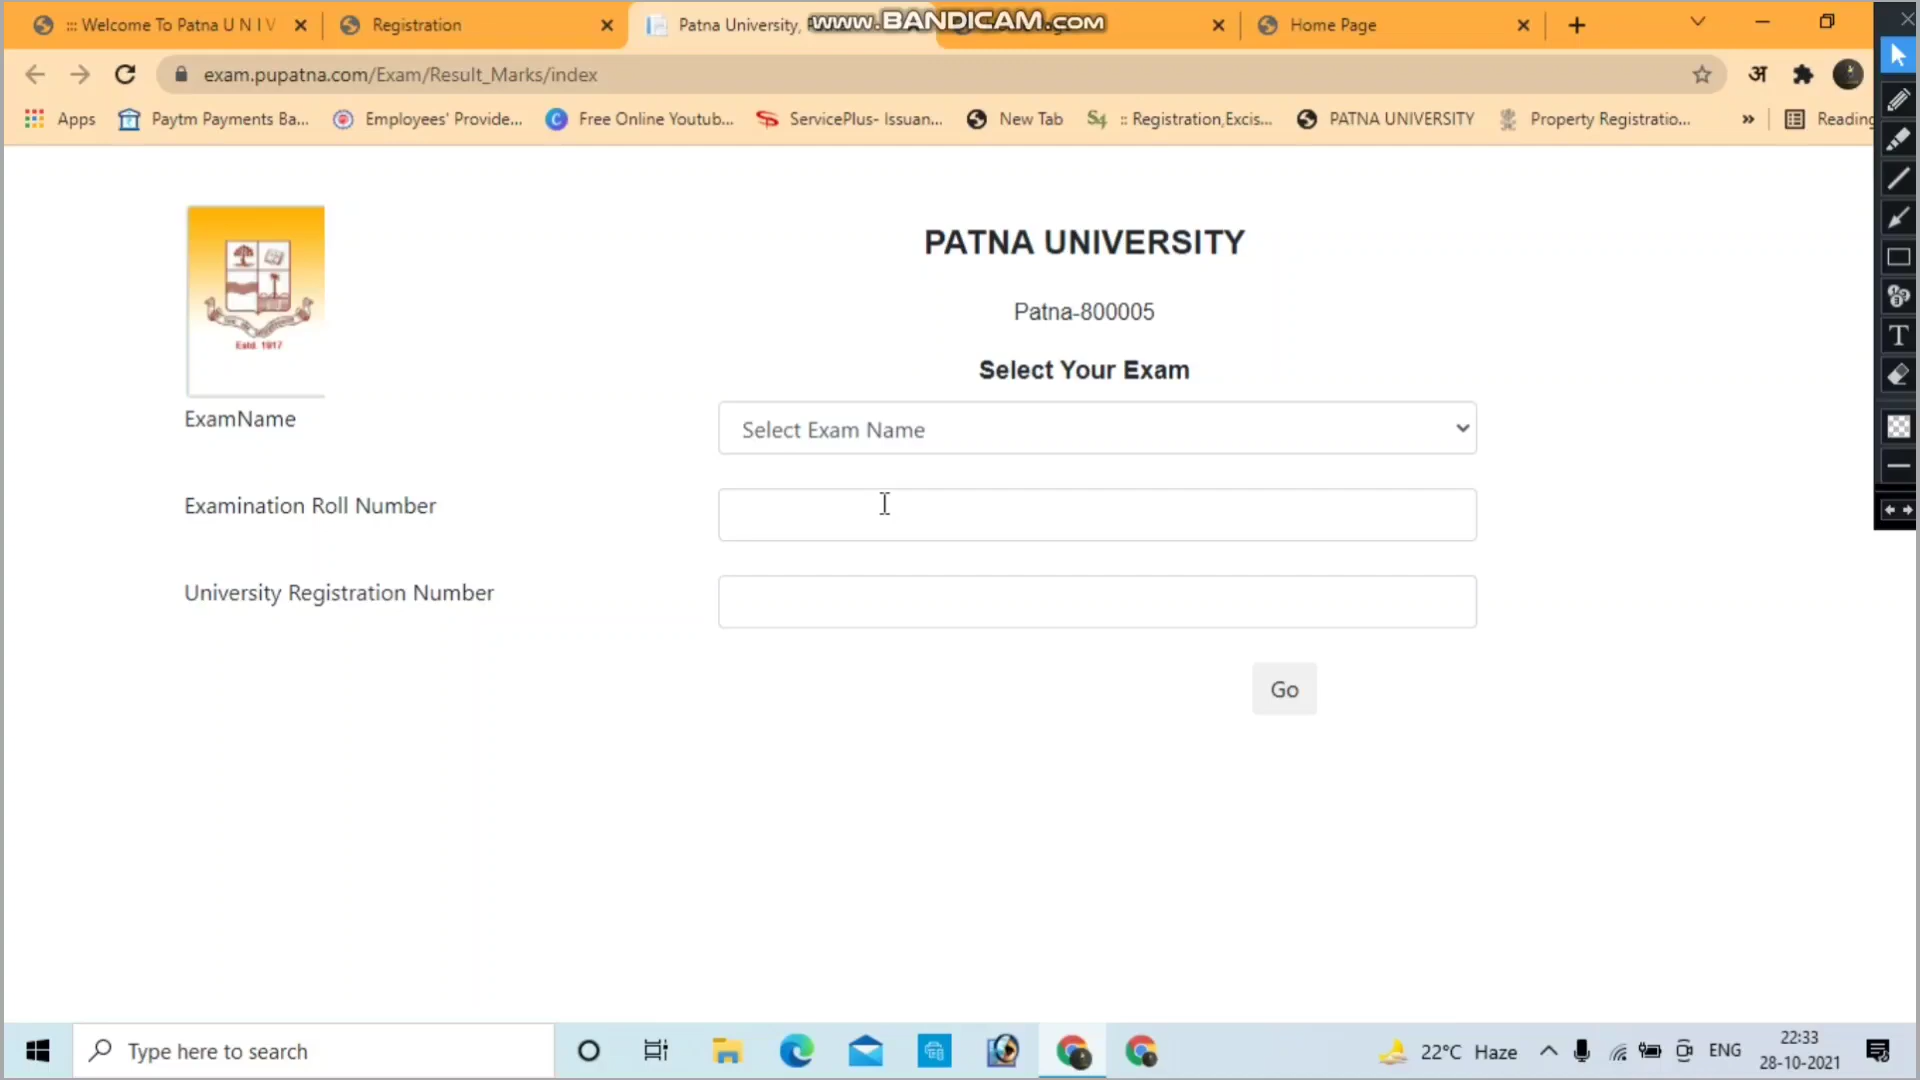 ::: Welcome To Patna U N I V
Registration
Patna University,
www.BANDICAM.com
Home Page
exam.pupatna.com/Exam/Result_Marks/index
अ
Apps
Paytm Payments Ba...
Employees' Provide...
Free Online Youtub...
ServicePlus- Issuan...
New Tab
:: Registration,Excis...
PATNA UNIVERSITY
Property Registratio...
»
Reading
PATNA UNIVERSITY
Patna-800005
Estd. 1917
Select Your Exam
ExamName
Select Exam Name
Examination Roll Number
University Registration Number
Go
Type here to search
22°C Haze
ENG
22:33
28-10-2021